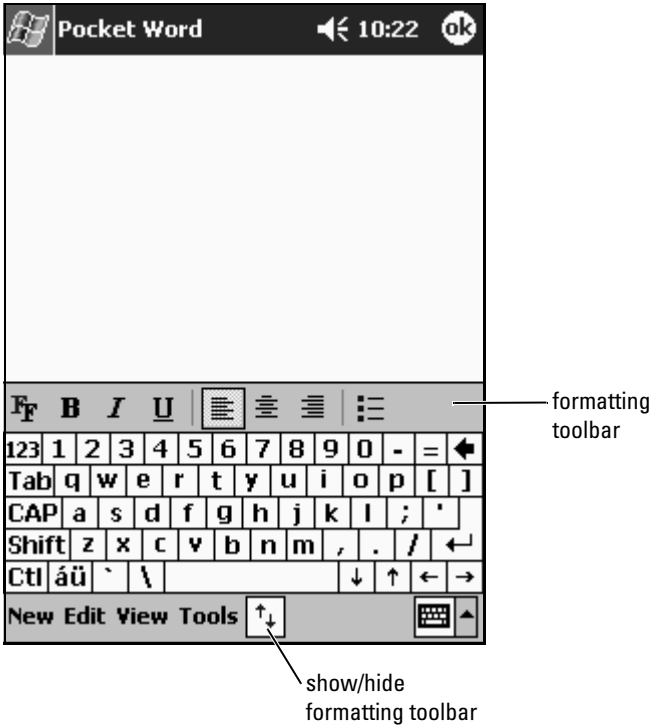 Pocket Word 10:22 ok
FF B I U
formatting
toolbar
123 1 2 3 4 5 6 7 8 9 0 - =
Tab q w e r t y u i o p [ ]
CAP a s d f g h j k l ; '
Shift z x c v b n m , . /
Ctl áü ` \ ↓ ↑ ← →
New Edit View Tools
show/hide
formatting toolbar